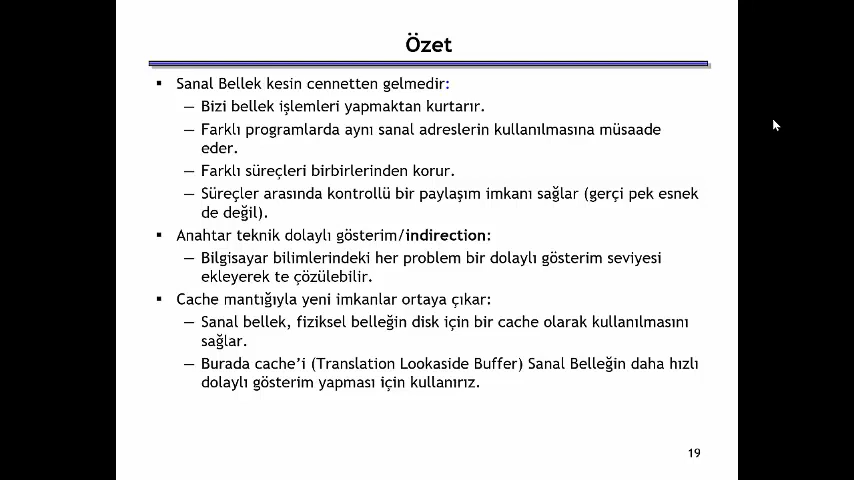 Özet
▪ Sanal Bellek kesin cennetten gelmedir:
— Bizi bellek işlemleri yapmaktan kurtarır.
— Farklı programlarda aynı sanal adreslerin kullanılmasına müsaade
eder.
— Farklı süreçleri birbirlerinden korur.
— Süreçler arasında kontrollü bir paylaşım imkanı sağlar (gerçi pek esnek
de değil).
▪ Anahtar teknik dolaylı gösterim/indirection:
— Bilgisayar bilimlerindeki her problem bir dolaylı gösterim seviyesi
ekleyerek te çözülebilir.
▪ Cache mantığıyla yeni imkanlar ortaya çıkar:
— Sanal bellek, fiziksel belleğin disk için bir cache olarak kullanılmasını
sağlar.
— Burada cache’i (Translation Lookaside Buffer) Sanal Belleğin daha hızlı
dolaylı gösterim yapması için kullanırız.
19